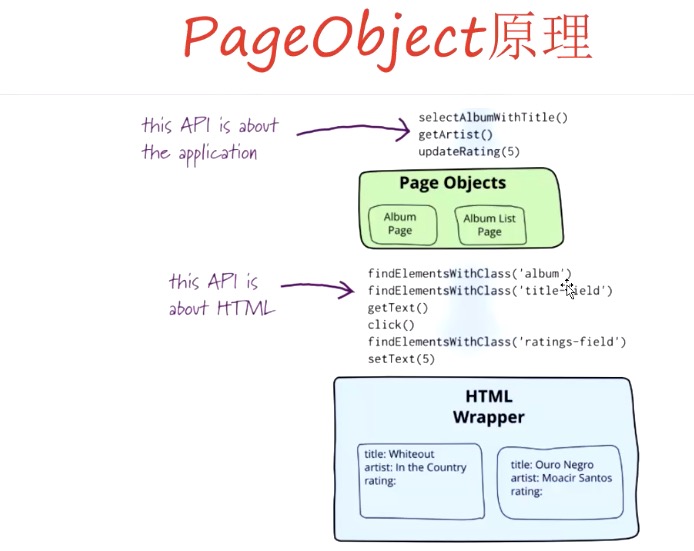 PageObject原理
this API is about
the application
selectAlbumWithTitle()
getArtist()
updateRating(5)
Page Objects
Album
Page
Album List
Page
this API is
about HTML
findElementsWithClass('album')
findElementsWithClass('title-field')
getText()
click()
findElementsWithClass('ratings-field')
setText(5)
HTML
Wrapper
title: Whiteout
artist: In the Country
rating:
title: Ouro Negro
artist: Moacir Santos
rating: